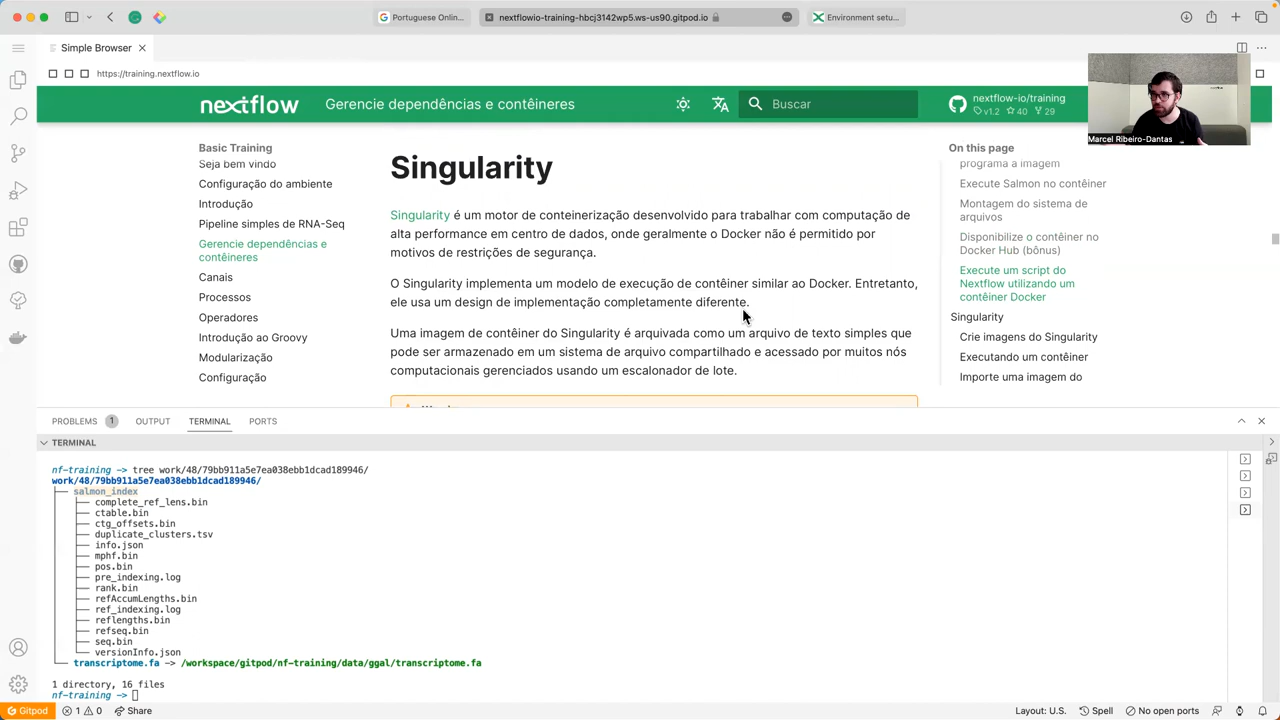 Portuguese Onlin...
nextflowio-training-hbcj3142wp5.ws-us90.gitpod.io
Environment setu...
Simple Browser
https://training.nextflow.io
nextflow
Gerencie dependências e contêineres
Buscar
nextflow-io/training
v1.2 40 29
Marcel Ribeiro-Dantas
Basic Training
Seja bem vindo
Configuração do ambiente
Introdução
Pipeline simples de RNA-Seq
Gerencie dependências e
contêineres
Canais
Processos
Operadores
Introdução ao Groovy
Modularização
Configuração
Singularity
Singularity é um motor de conteinerização desenvolvido para trabalhar com computação de
alta performance em centro de dados, onde geralmente o Docker não é permitido por
motivos de restrições de segurança.
O Singularity implementa um modelo de execução de contêiner similar ao Docker. Entretanto,
ele usa um design de implementação completamente diferente.
Uma imagem de contêiner do Singularity é arquivada como um arquivo de texto simples que
pode ser armazenado em um sistema de arquivo compartilhado e acessado por muitos nós
computacionais gerenciados usando um escalonador de lote.
On this page
programa a imagem
Execute Salmon no contêiner
Montagem do sistema de
arquivos
Disponibilize o contêiner no
Docker Hub (bônus)
Execute um script do
Nextflow utilizando um
contêiner Docker
Singularity
Crie imagens do Singularity
Executando um contêiner
Importe uma imagem do
PROBLEMS 1 OUTPUT TERMINAL PORTS
TERMINAL
nf-training -> tree work/48/79bb911a5e7ea038ebb1dcad189946/
work/48/79bb911a5e7ea038ebb1dcad189946/
├── salmon_index
│   ├── complete_ref_lens.bin
│   ├── ctable.bin
│   ├── ctg_offsets.bin
│   ├── duplicate_clusters.tsv
│   ├── info.json
│   ├── mphf.bin
│   ├── pos.bin
│   ├── pre_indexing.log
│   ├── rank.bin
│   ├── refAccumLengths.bin
│   ├── ref_indexing.log
│   ├── reflengths.bin
│   ├── refseq.bin
│   ├── seq.bin
│   └── versionInfo.json
└── transcriptome.fa -> /workspace/gitpod/nf-training/data/ggal/transcriptome.fa
1 directory, 16 files
nf-training ->
Gitpod 1 0 Share Layout: U.S. Spell No open ports